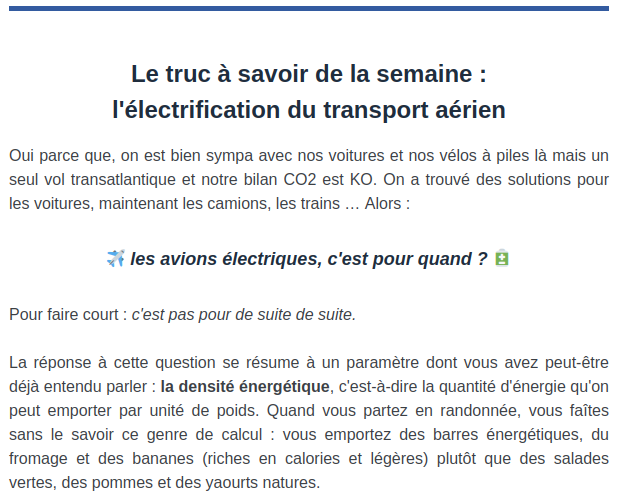 Le truc à savoir de la semaine :
l'électrification du transport aérien
Oui parce que, on est bien sympa avec nos voitures et nos vélos à piles là mais un
seul vol transatlantique et notre bilan CO2 est KO. On a trouvé des solutions pour
les voitures, maintenant les camions, les trains … Alors :
✈️ les avions électriques, c'est pour quand ? 🔋
Pour faire court : c'est pas pour de suite de suite.
La réponse à cette question se résume à un paramètre dont vous avez peut-être
déjà entendu parler : la densité énergétique, c'est-à-dire la quantité d'énergie qu'on
peut emporter par unité de poids. Quand vous partez en randonnée, vous faîtes
sans le savoir ce genre de calcul : vous emportez des barres énergétiques, du
fromage et des bananes (riches en calories et légères) plutôt que des salades
vertes, des pommes et des yaourts natures.